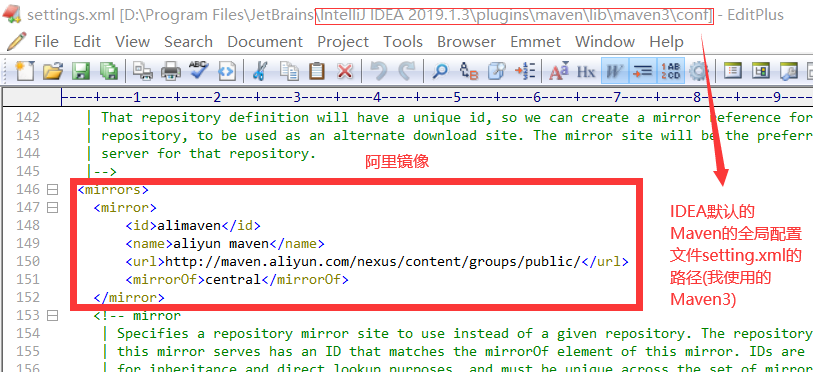 settings.xml [D:\Program Files\JetBrains\IntelliJ IDEA 2019.1.3\plugins\maven\lib\maven3\conf] - EditPlus
File Edit View Search Document Project Tools Browser Emmet Window Help
Hx W 1AB 2CD
----+----1----+----2----+----3----+----4----+----5----+----6----+----7----+----8----+----9----
142 | That repository definition will have a unique id, so we can create a mirror reference for
143 | repository, to be used as an alternate download site. The mirror site will be the preferr
144 | server for that repository.
145 |-->
阿里镜像
146 <mirrors>
147 <mirror>
148 <id>alimaven</id>
149 <name>aliyun maven</name>
150 <url>http://maven.aliyun.com/nexus/content/groups/public/</url>
151 <mirrorOf>central</mirrorOf>
152 </mirror>
153 <!-- mirror
154 | Specifies a repository mirror site to use instead of a given repository. The repository
155 | this mirror serves has an ID that matches the mirrorOf element of this mirror. IDs are
156 | for inheritance and direct lookup purposes, and must be unique across the set of mirror
IDEA默认的
Maven的全局配置
文件setting.xml的
路径(我使用的
Maven3)